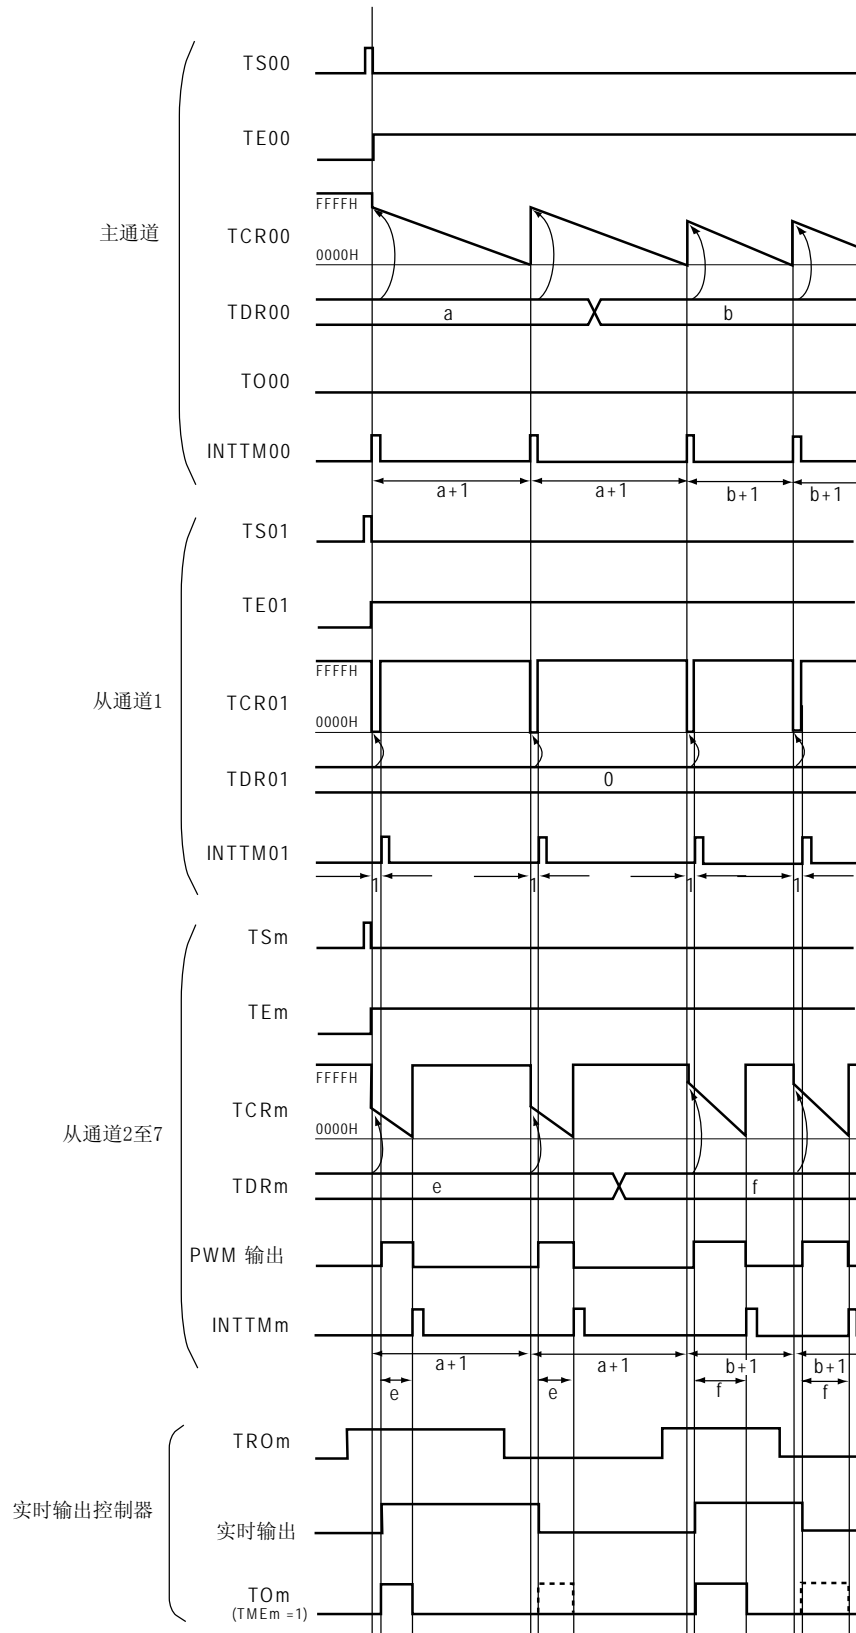 TS00
TE00
FFFFH
主通道
TCR00
0000H
TDR00
a
b
TO00
INTTM00
a+1
a+1
b+1
b+1
TS01
TE01
FFFFH
从通道1
TCR01
0000H
TDR01
0
INTTM01
1
1
1
1
TSm
TEm
FFFFH
TCRm
0000H
从通道2至7
TDRm
e
f
PWM 输出
INTTMm
a+1
a+1
b+1
b+1
e
e
f
f
TROm
实时输出控制器
实时输出
TOm
(TMEm =1)